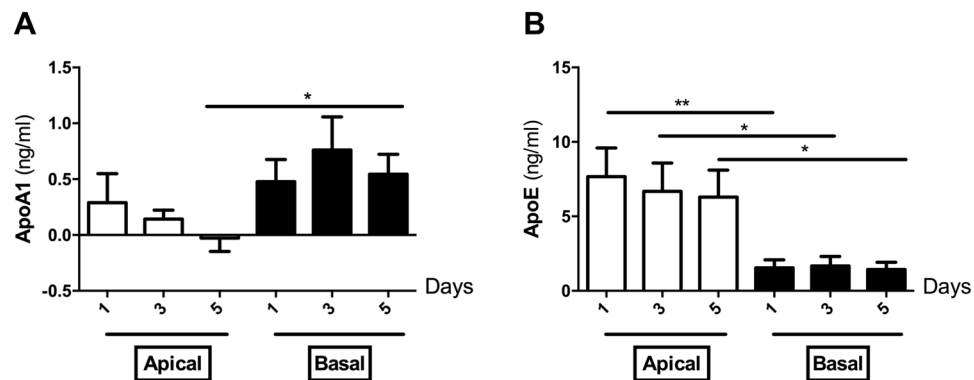 A
ApoA1 (ng/ml)
1.5
1.0
0.5
0.0
-0.5
*
1 3 5 1 3 5 Days
Apical Basal
B
ApoE (ng/ml)
15
10
5
0
**
*
*
1 3 5 1 3 5 Days
Apical Basal